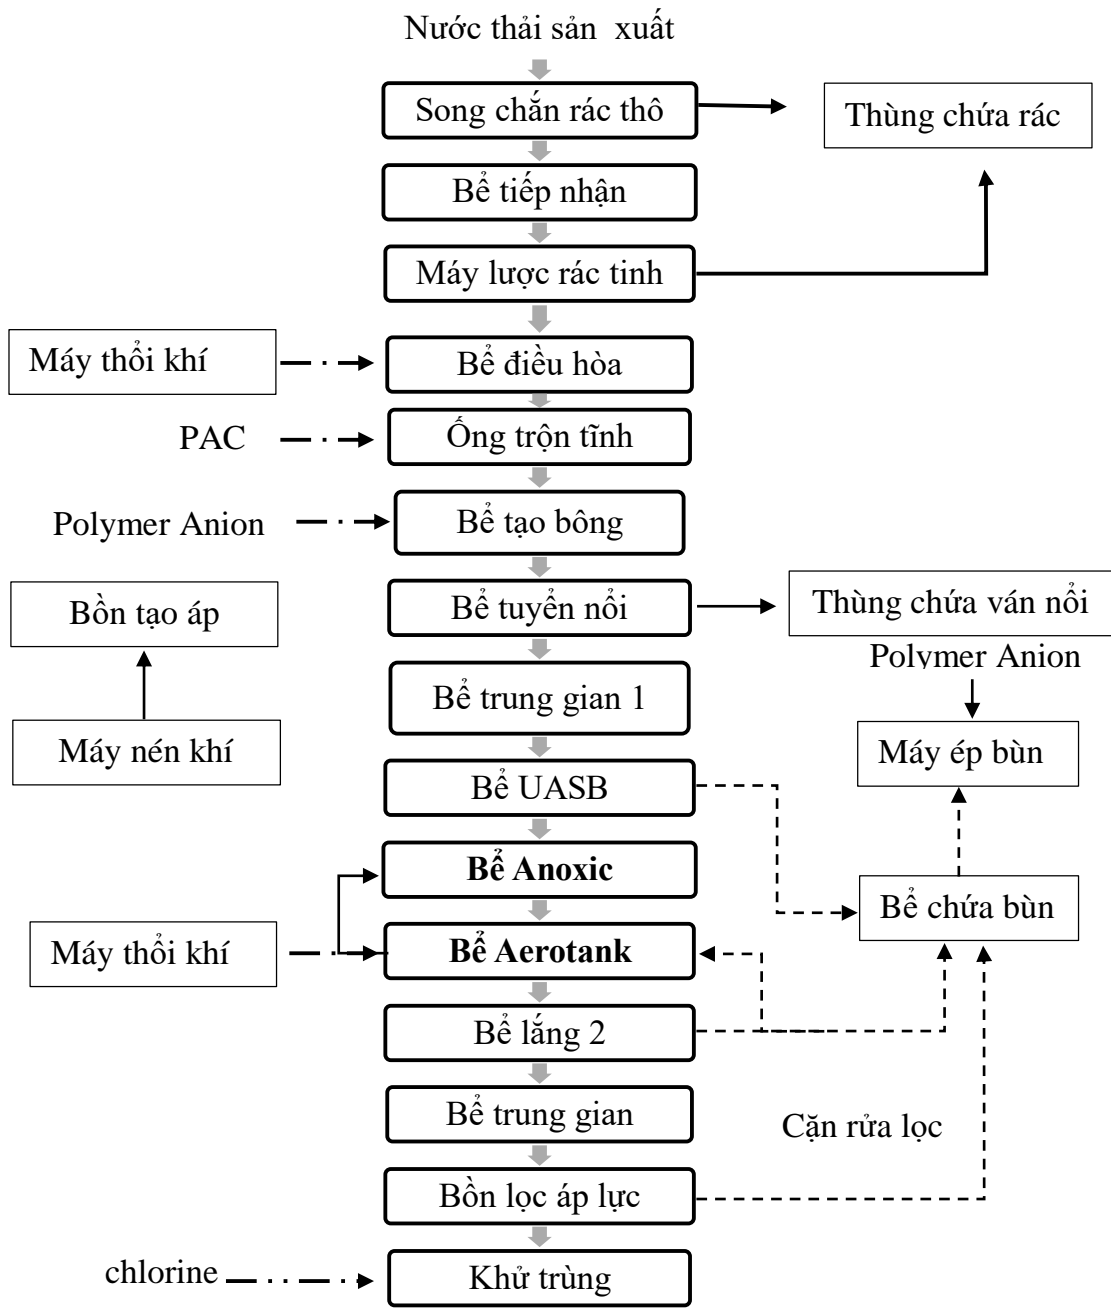 Nước thải sản xuất
Song chắn rác thô
Thùng chứa rác
Bể tiếp nhận
Máy lược rác tinh
Máy thổi khí
Bể điều hòa
PAC
Ống trộn tĩnh
Polymer Anion
Bể tạo bông
Bồn tạo áp
Bể tuyển nổi
Thùng chứa ván nổi
Polymer Anion
Bể trung gian 1
Máy nén khí
Máy ép bùn
Bể UASB
Bể Anoxic
Bể chứa bùn
Máy thổi khí
Bể Aerotank
Bể lắng 2
Bể trung gian
Cặn rửa lọc
Bồn lọc áp lực
chlorine
Khử trùng